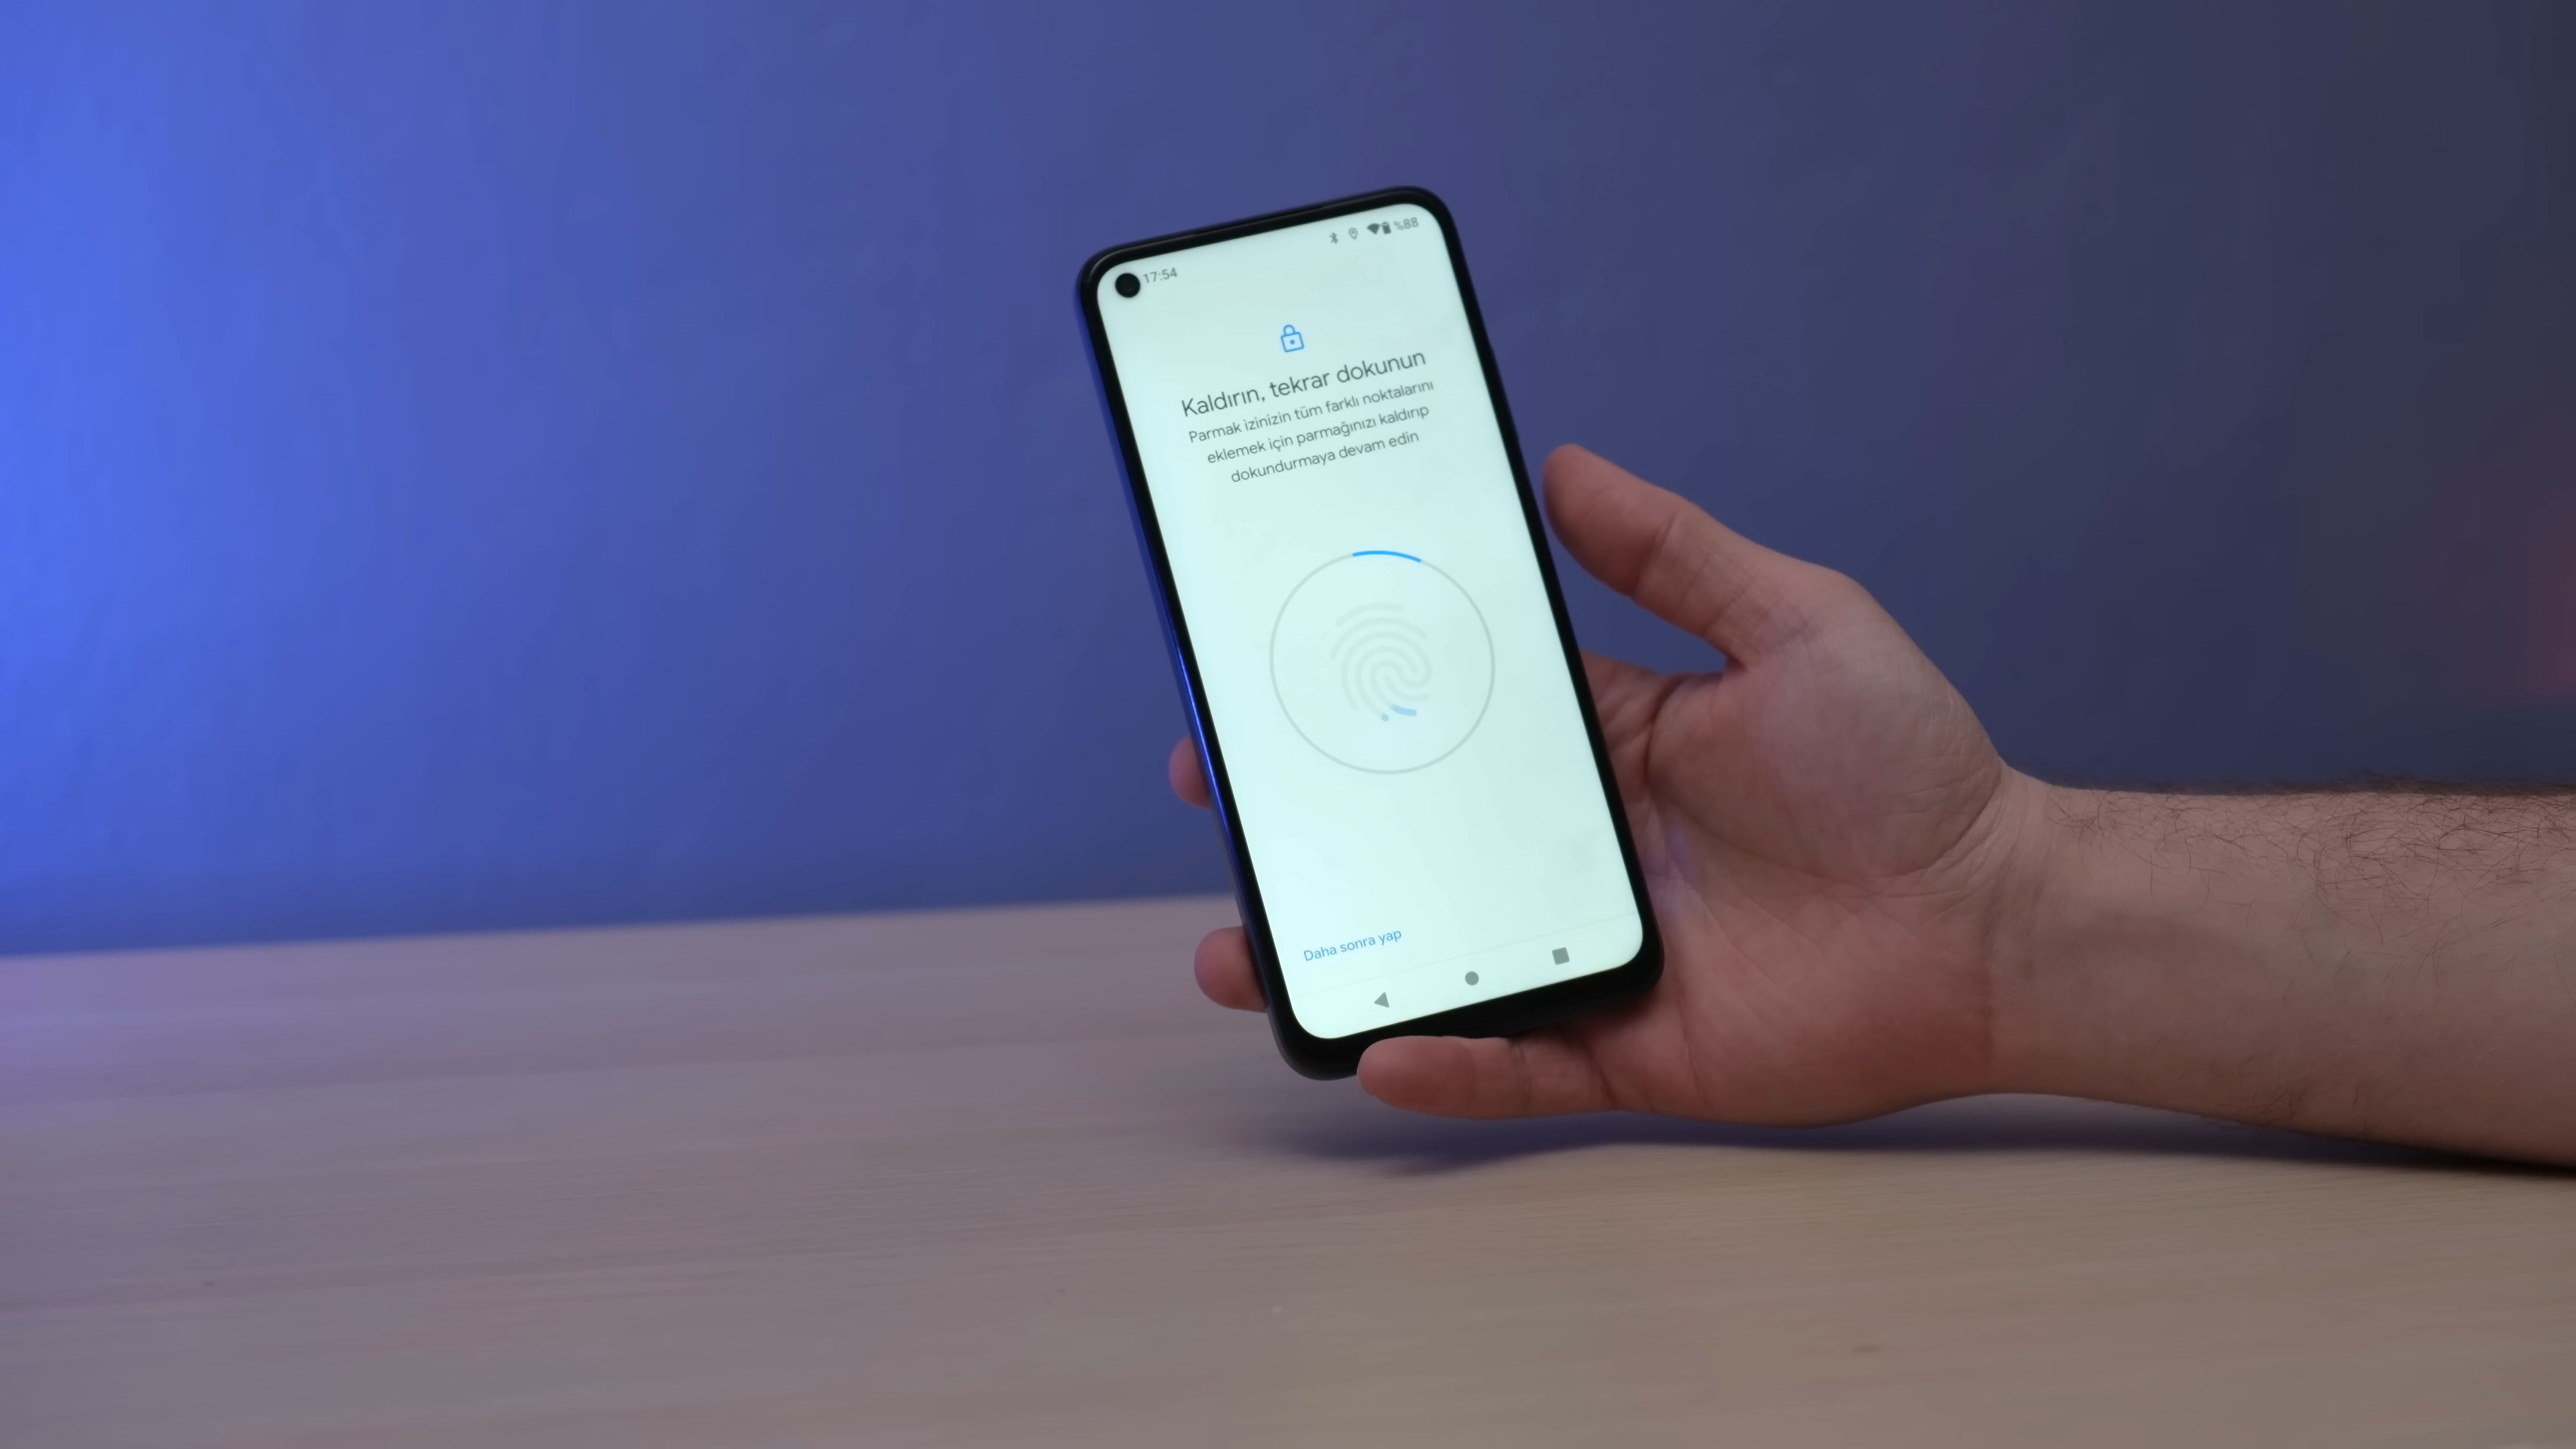 17:54
%88
Kaldırın, tekrar dokunun
Parmak izinizin tüm farklı noktalarını
eklemek için parmağınızı kaldırıp
dokundurmaya devam edin
Daha sonra yap